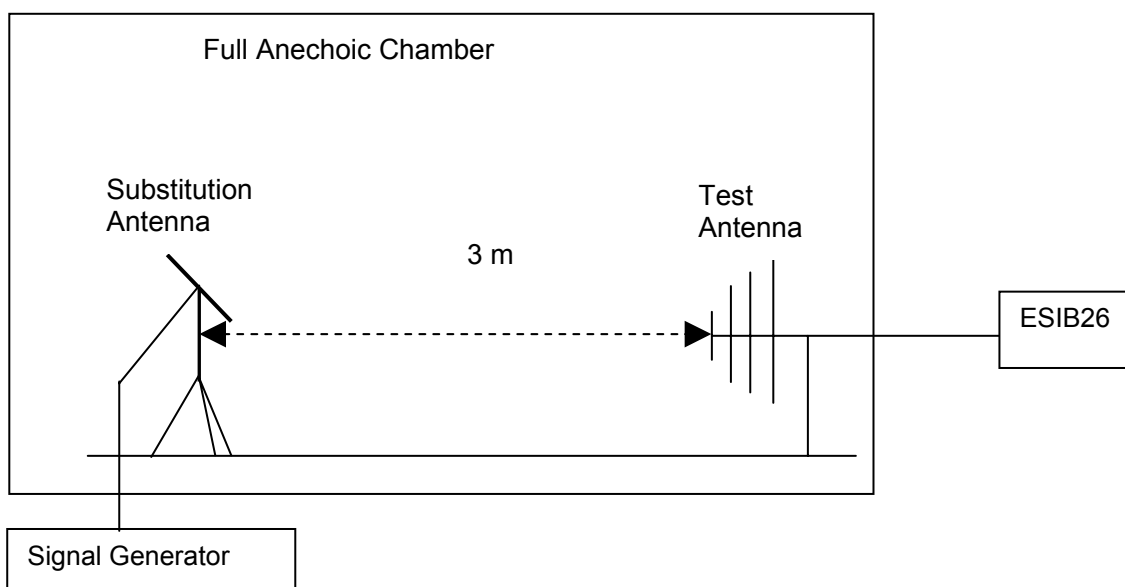 Full Anechoic Chamber
Substitution
Antenna
Test
Antenna
3 m
ESIB26
Signal Generator